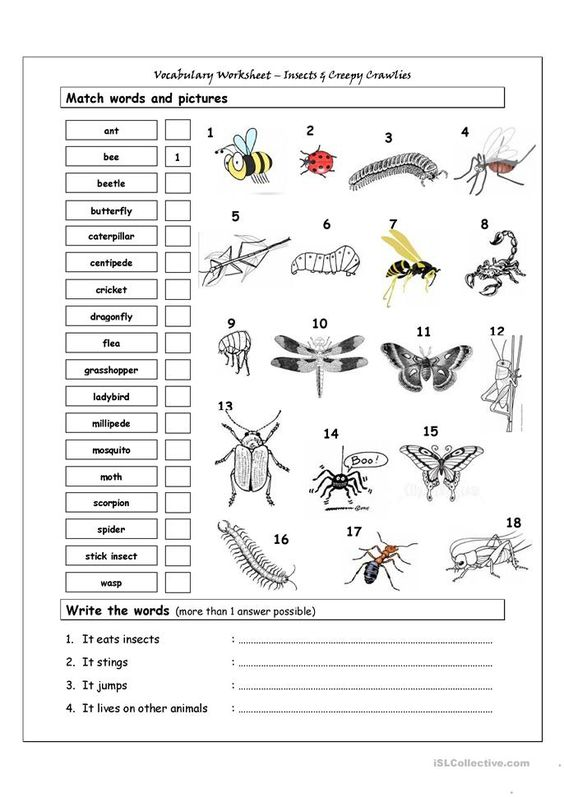 Vocabulary Worksheet – Insects & Creepy Crawlies
Match words and pictures
ant
bee 1
beetle
butterfly
caterpillar
centipede
cricket
dragonfly
flea
grasshopper
ladybird
millipede
mosquito
moth
scorpion
spider
stick insect
wasp
1 2 3 4
5 6 7 8
9 10 11 12
13 14 15
Boo!
16 17 18
Write the words (more than 1 answer possible)
1. It eats insects : ................................................................
2. It stings : ................................................................
3. It jumps : ................................................................
4. It lives on other animals : ................................................................
iSLCollective.com